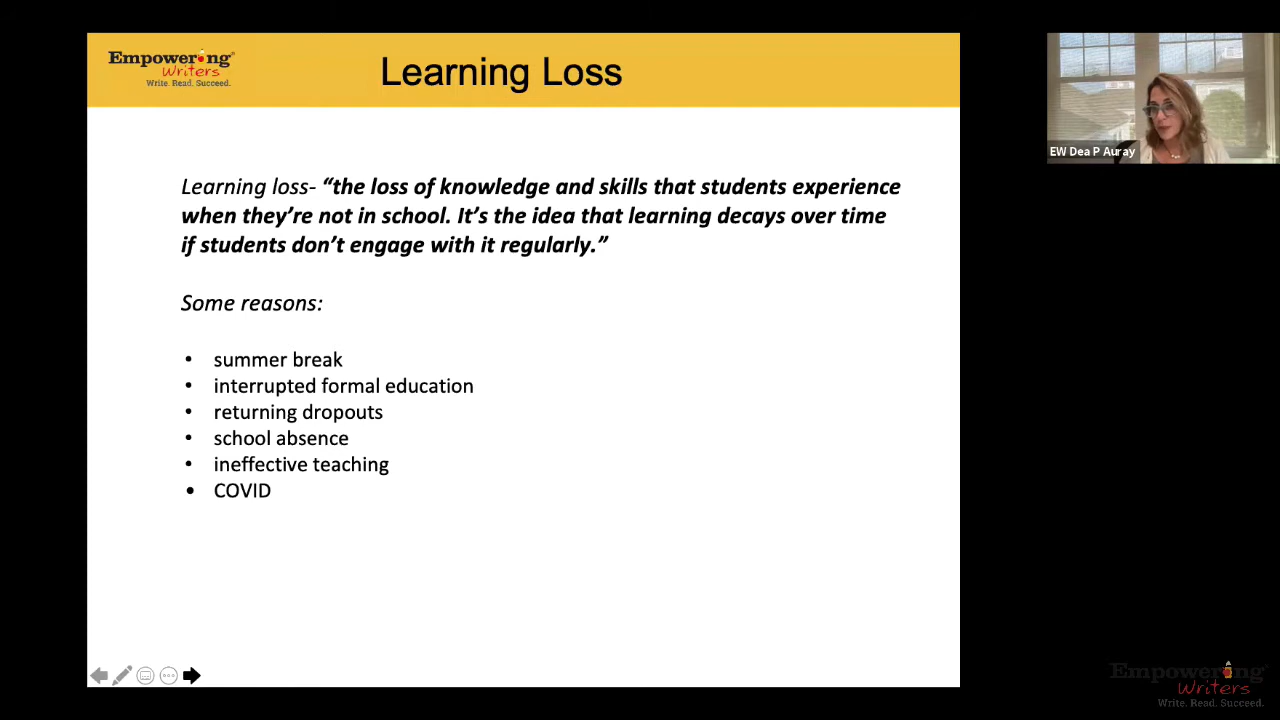 Empowering
Writers
Write. Read. Succeed.
Learning Loss
Learning loss- “the loss of knowledge and skills that students experience
when they’re not in school. It’s the idea that learning decays over time
if students don’t engage with it regularly.”
Some reasons:
• summer break
• interrupted formal education
• returning dropouts
• school absence
• ineffective teaching
• COVID
EW Dea P Auray
Empowering
Writers
Write. Read. Succeed.